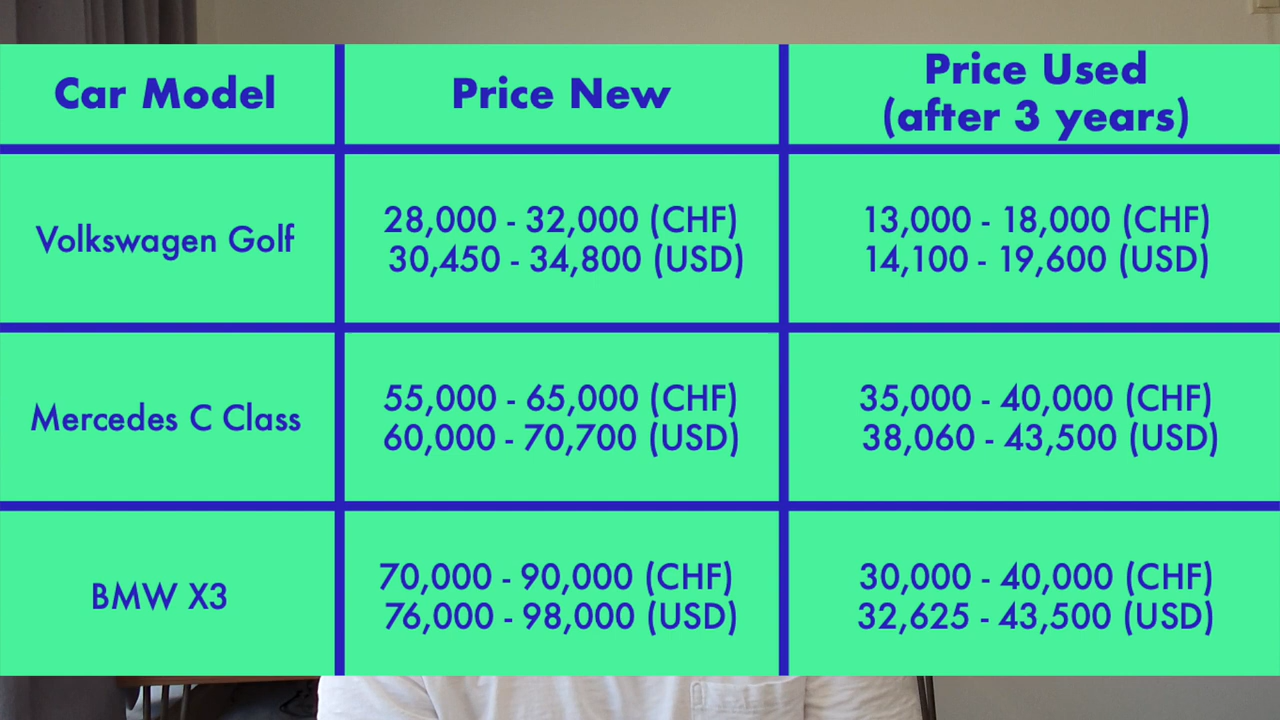 Car Model
Price New
Price Used
(after 3 years)
Volkswagen Golf
28,000 - 32,000 (CHF)
30,450 - 34,800 (USD)
13,000 - 18,000 (CHF)
14,100 - 19,600 (USD)
Mercedes C Class
55,000 - 65,000 (CHF)
60,000 - 70,700 (USD)
35,000 - 40,000 (CHF)
38,060 - 43,500 (USD)
BMW X3
70,000 - 90,000 (CHF)
76,000 - 98,000 (USD)
30,000 - 40,000 (CHF)
32,625 - 43,500 (USD)